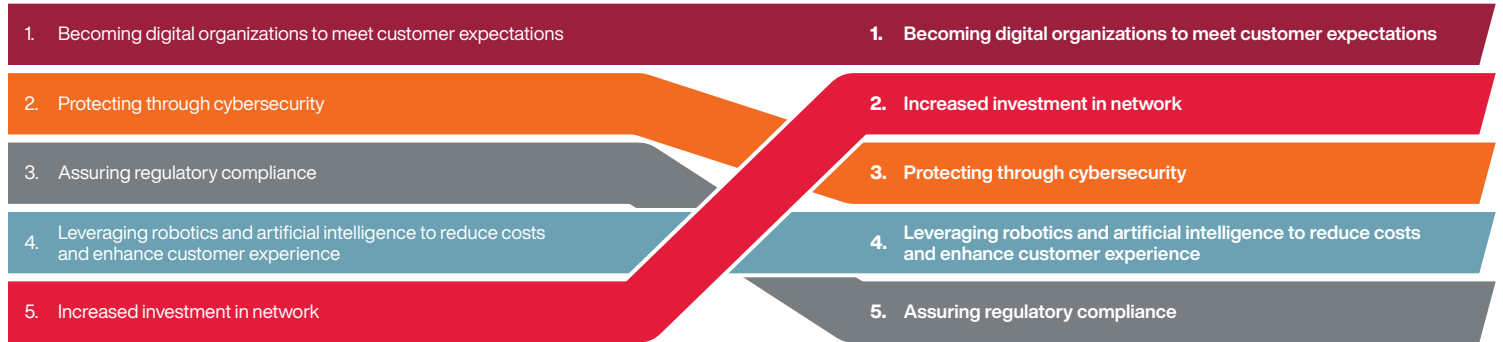 1. Becoming digital organizations to meet customer expectations
2. Protecting through cybersecurity
3. Assuring regulatory compliance
4. Leveraging robotics and artificial intelligence to reduce costs
and enhance customer experience
5. Increased investment in network
1. Becoming digital organizations to meet customer expectations
2. Increased investment in network
3. Protecting through cybersecurity
4. Leveraging robotics and artificial intelligence to reduce costs
and enhance customer experience
5. Assuring regulatory compliance